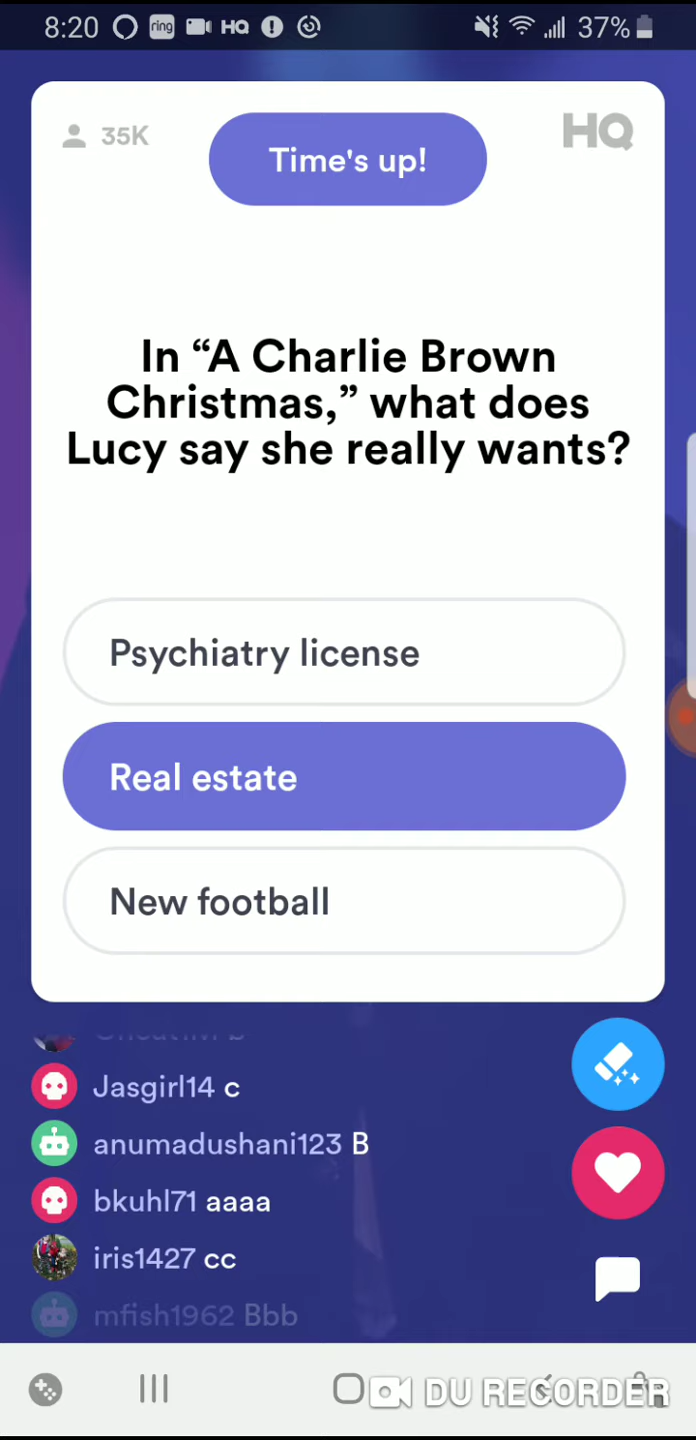 8:20 ring HQ 37%
35K
Time's up!
HQ
In “A Charlie Brown
Christmas,” what does
Lucy say she really wants?
Psychiatry license
Real estate
New football
Jasgirl14 c
anumadushani123 B
bkuhl71 aaaa
iris1427 cc
mfish1962 Bbb
DU RECORDER